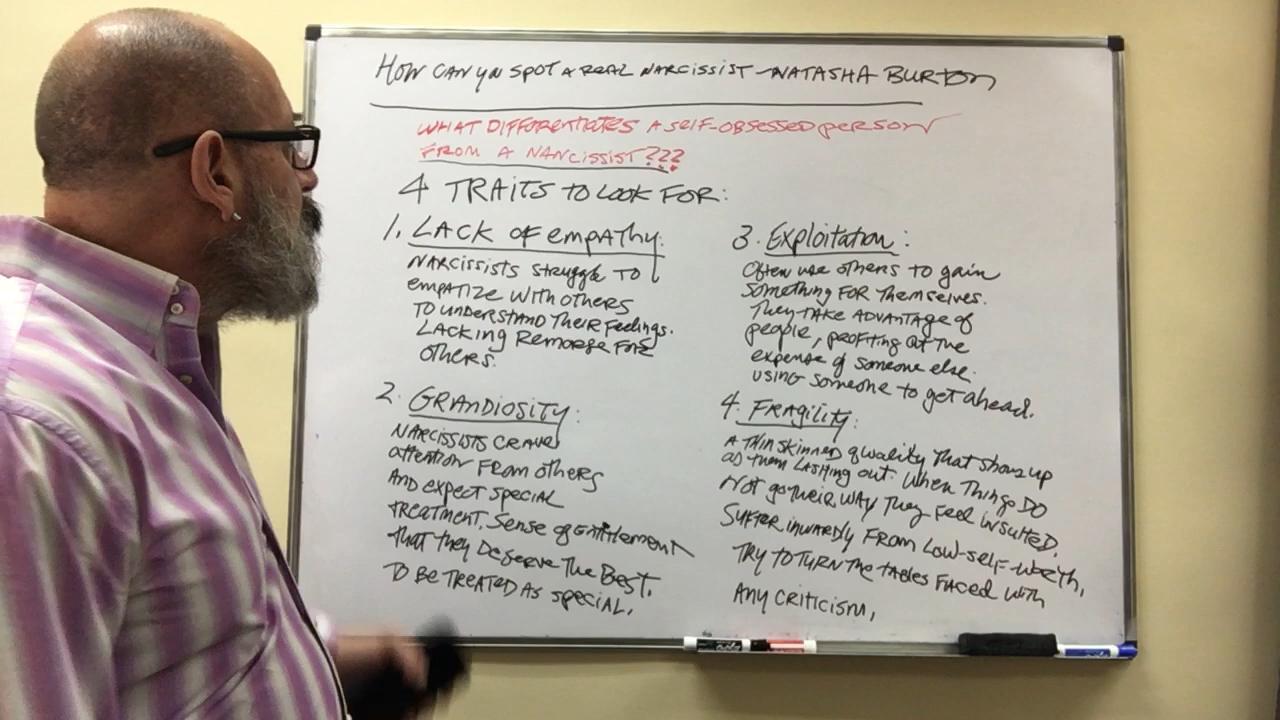 HOW CAN YOU SPOT A REAL NARCISSIST - NATASHA BURTON
WHAT DIFFERENTIATES A SELF-OBSESSED PERSON
FROM A NANCISSIST???
4 TRAITS TO LOOK FOR:
1. LACK OF EMPATHY:
NARCISSISTS STRUGGLE TO
EMPATIZE WITH OTHERS
TO UNDERSTAND THEIR FEELINGS.
LACKING REMORSE FOR
OTHERS.
2. GRANDIOSITY:
NARCISSISTS CRAVE
ATTENTION FROM OTHERS
AND EXPECT SPECIAL
TREATMENT. SENSE OF ENTITLEMENT
THAT THEY DESERVE THE BEST.
TO BE TREATED AS SPECIAL.
3. Exploitation:
Often use others to gain
something for themselves.
They take advantage of
people, profiting at the
expense of someone else.
using someone to get ahead.
4. FRAGILITY:
A thin skinned quality that shows up
as them lashing out. When things do
not go their way they feel insulted.
Suffer inwardly from low-self-worth,
Try to turn the tables faced with
any criticism.